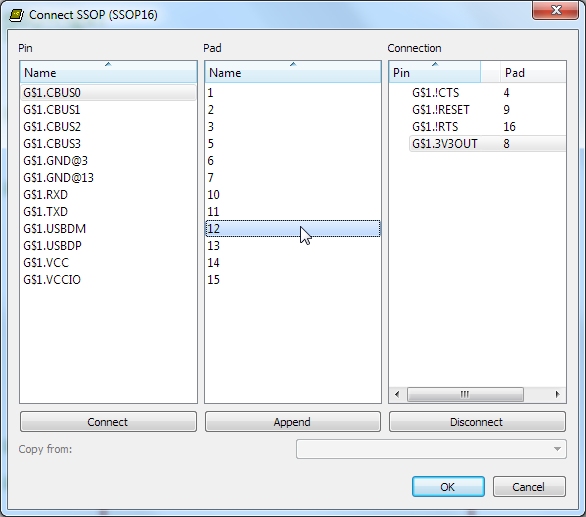 Connect SSOP (SSOP16)
Pin
Pad
Connection
Name
Name
Pin Pad
G$1.CBUS0
G$1.CBUS1
G$1.CBUS2
G$1.CBUS3
G$1.GND@3
G$1.GND@13
G$1.RXD
G$1.TXD
G$1.USBDM
G$1.USBDP
G$1.VCC
G$1.VCCIO
1
2
3
5
6
7
10
11
12
13
14
15
G$1.!CTS 4
G$1.!RESET 9
G$1.!RTS 16
G$1.3V3OUT 8
Connect
Append
Disconnect
Copy from:
OK
Cancel